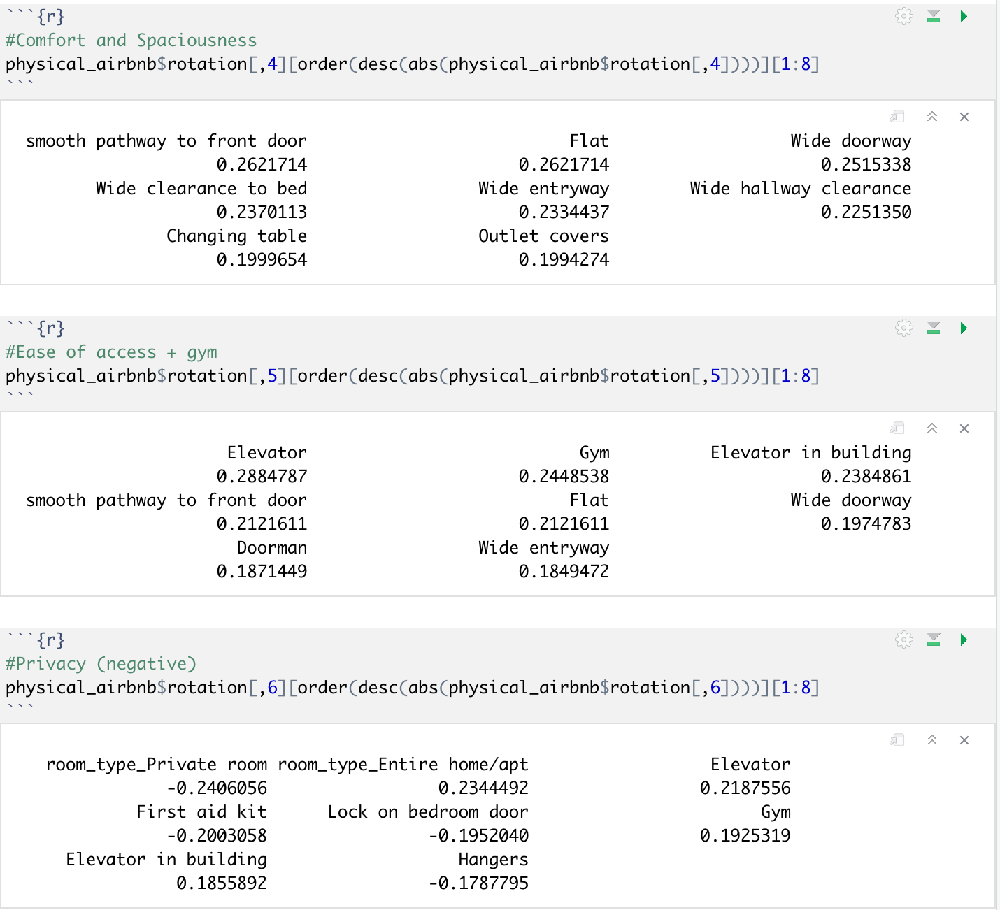 ```{r}
#Comfort and Spaciousness
physical_airbnb$rotation[,4][order(desc(abs(physical_airbnb$rotation[,4])))][1:8]
```
smooth pathway to front door Flat Wide doorway
0.2621714 0.2621714 0.2515338
Wide clearance to bed Wide entryway Wide hallway clearance
0.2370113 0.2334437 0.2251350
Changing table Outlet covers
0.1999654 0.1994274
```{r}
#Ease of access + gym
physical_airbnb$rotation[,5][order(desc(abs(physical_airbnb$rotation[,5])))][1:8]
```
Elevator Gym Elevator in building
0.2884787 0.2448538 0.2384861
smooth pathway to front door Flat Wide doorway
0.2121611 0.2121611 0.1974783
Doorman Wide entryway
0.1871449 0.1849472
```{r}
#Privacy (negative)
physical_airbnb$rotation[,6][order(desc(abs(physical_airbnb$rotation[,6])))][1:8]
```
room_type_Private room room_type_Entire home/apt Elevator
-0.2406056 0.2344492 0.2187556
First aid kit Lock on bedroom door Gym
-0.2003058 -0.1952040 0.1925319
Elevator in building Hangers
0.1855892 -0.1787795